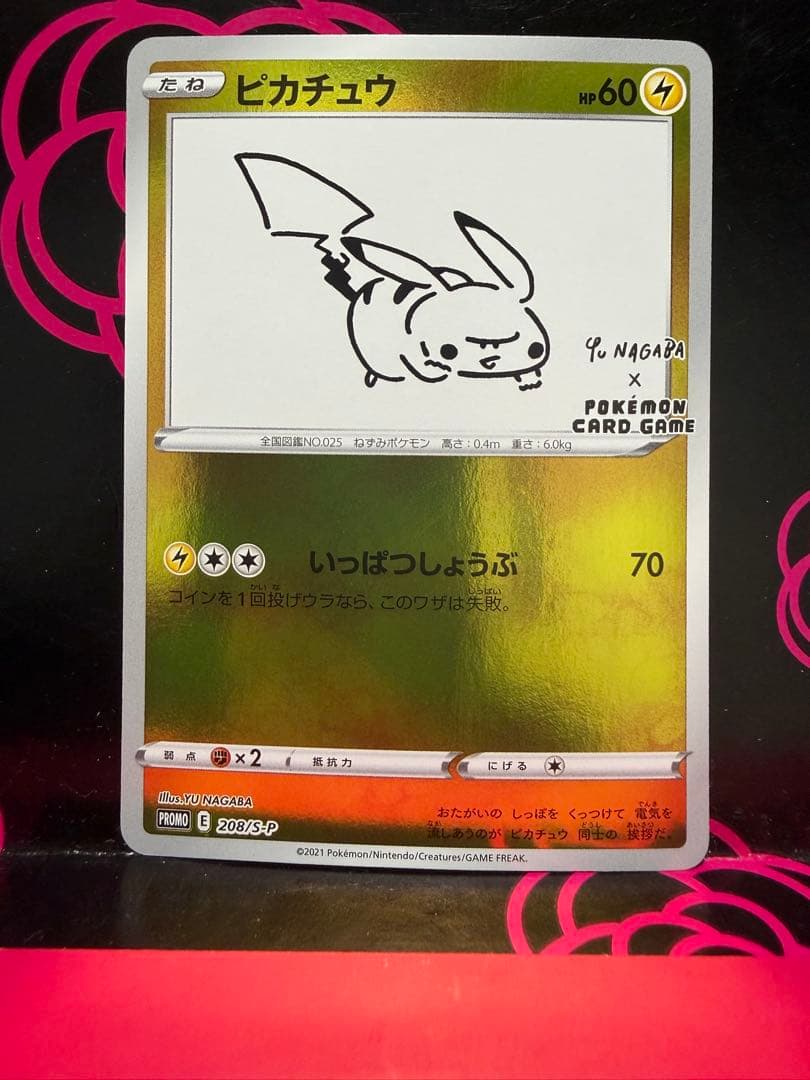 たね ピカチュウ HP60
Yu NAGABA
×
POKÉMON
CARD GAME
全国図鑑NO.025 ねずみポケモン 高さ:0.4m 重さ:6.0kg
いっぱつしょうぶ 70
コインを1回投げウラなら、このワザは失敗。
弱点 ×2 抵抗力 にげる
Illus.YU NAGABA
PROMO E 208/S-P
おたがいの しっぽを くっつけて 電気を
流しあうのが ピカチュウ 同士の 挨拶だ。
©2021 Pokémon/Nintendo/Creatures/GAME FREAK.